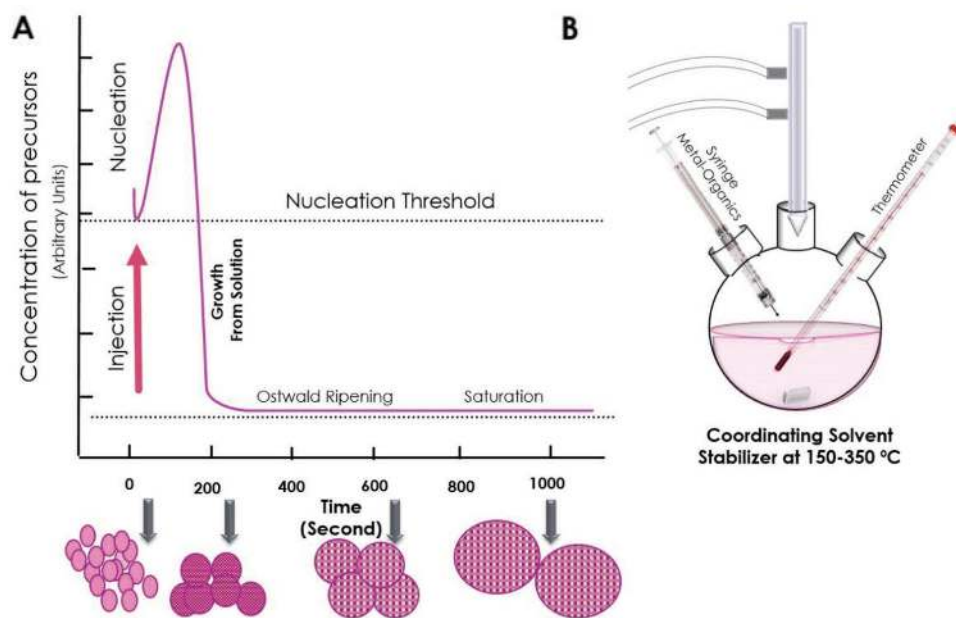 A
Concentration of precursors
(Arbitrary Units)
Nucleation
Injection
Nucleation Threshold
Growth
From Solution
Ostwald Ripening
Saturation
0
200
400
600
800
1000
Time
(Second)
B
Syringe
Metal-Organics
Thermometer
Coordinating Solvent
Stabilizer at 150-350 ºC